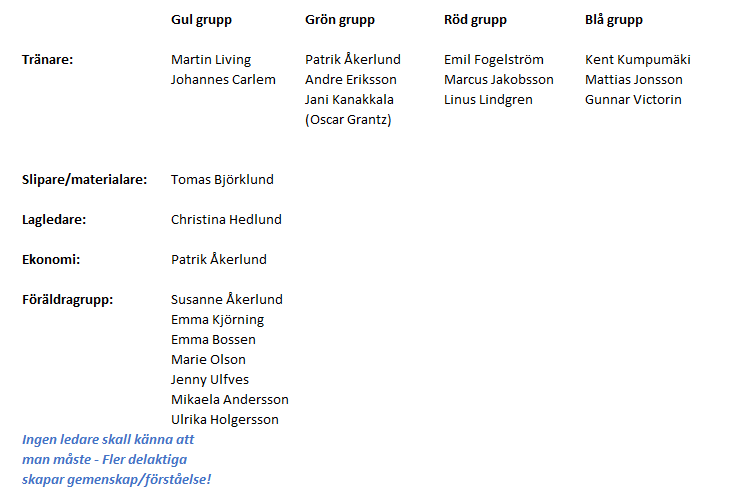 Gul grupp Grön grupp Röd grupp Blå grupp
Tränare: Martin Living Patrik Åkerlund Emil Fogelström Kent Kumpumäki
Johannes Carlem Andre Eriksson Marcus Jakobsson Mattias Jonsson
Jani Kanakkala Linus Lindgren Gunnar Victorin
(Oscar Grantz)
Slipare/materialare: Tomas Björklund
Lagledare: Christina Hedlund
Ekonomi: Patrik Åkerlund
Föräldragrupp: Susanne Åkerlund
Emma Kjörning
Emma Bossen
Marie Olson
Jenny Ulfves
Mikaela Andersson
Ulrika Holgersson
Ingen ledare skall känna att
man måste - Fler delaktiga
skapar gemenskap/förståelse!